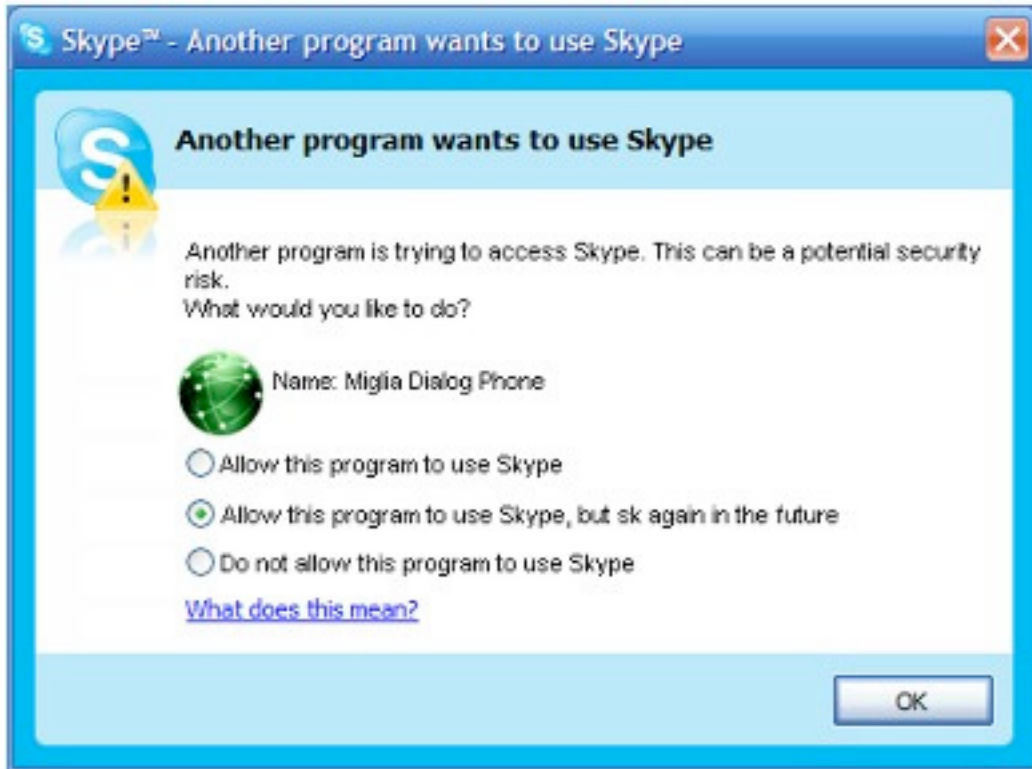 Skype™ - Another program wants to use Skype
Another program wants to use Skype
Another program is trying to access Skype. This can be a potential security
risk.
What would you like to do?
Name: Miglia Dialog Phone
Allow this program to use Skype
Allow this program to use Skype, but sk again in the future
Do not allow this program to use Skype
What does this mean?
OK